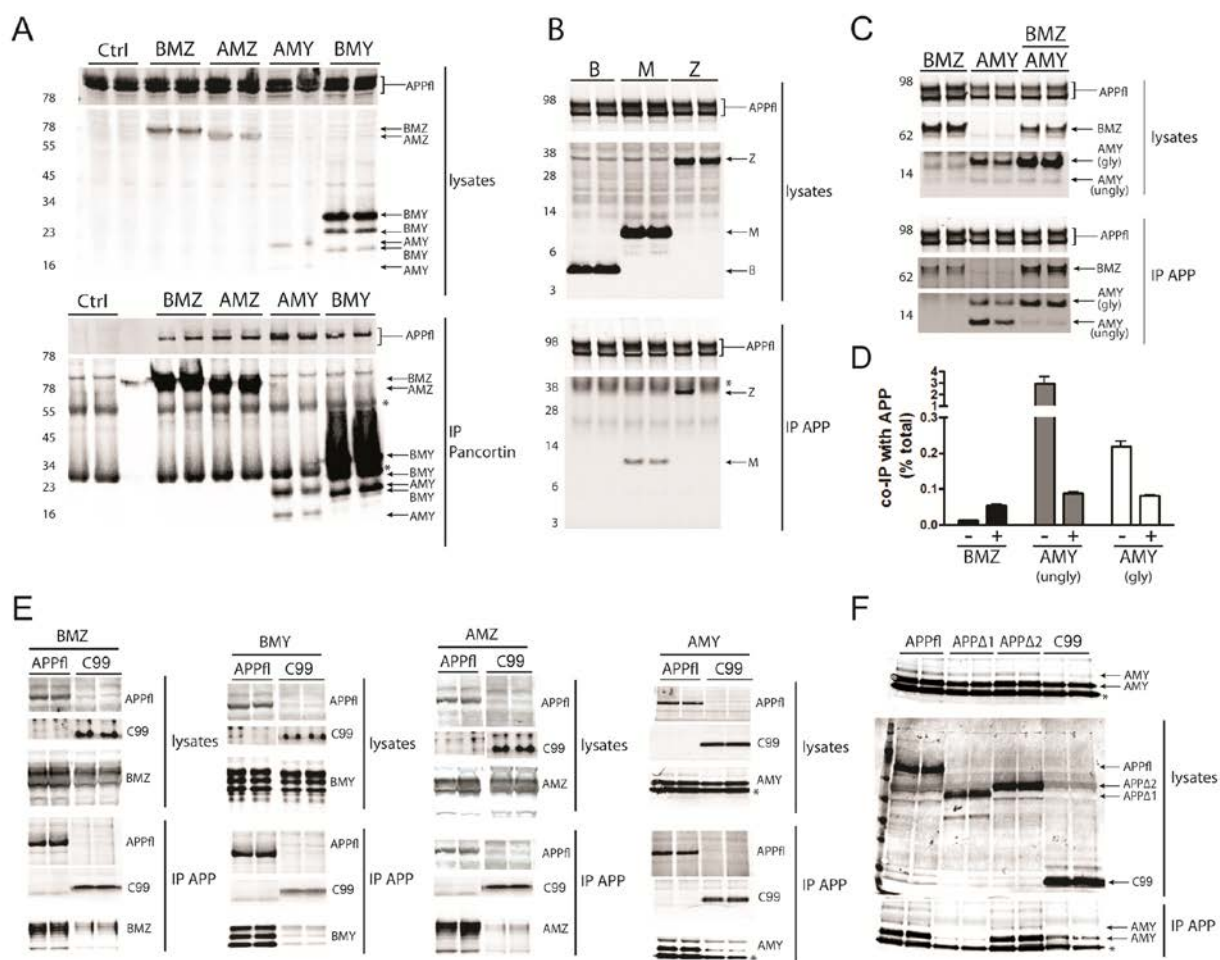 A
Ctrl BMZ AMZ AMY BMY
APPfl
78
78
55
45
34
23
16
BMZ
AMZ
BMY
BMY
AMY
BMY
AMY
lysates
Ctrl BMZ AMZ AMY BMY
APPfl
78
78
55
45
34
23
16
BMZ
AMZ
*
BMY
*
BMY
AMY
BMY
AMY
IP
Pancortin
B
B M Z
98
APPfl
38
28
14
6
3
Z
M
B
lysates
98
APPfl
38
28
14
6
3
*
Z
M
IP APP
C
BMZ
BMZ AMY AMY
98
62
14
APPfl
BMZ
AMY
(gly)
AMY
(ungly)
lysates
98
62
14
APPfl
BMZ
AMY
(gly)
AMY
(ungly)
IP APP
D
co-IP with APP
(% total)
4
3
2
1
0.2
0.1
0.0
- + - + - +
BMZ AMY AMY
(ungly) (gly)
E
BMZ
APPfl C99
APPfl
C99
BMZ
lysates
APPfl
C99
BMZ
IP APP
BMY
APPfl C99
APPfl
C99
BMY
lysates
APPfl
C99
BMY
IP APP
AMZ
APPfl C99
APPfl
C99
AMZ
lysates
APPfl
C99
AMZ
IP APP
AMY
APPfl C99
APPfl
C99
AMY
*
lysates
APPfl
C99
AMY
*
IP APP
F
APPfl APPΔ1 APPΔ2 C99
AMY
AMY
*
APPfl
APPΔ2
APPΔ1
C99
lysates
AMY
AMY
*
IP APP